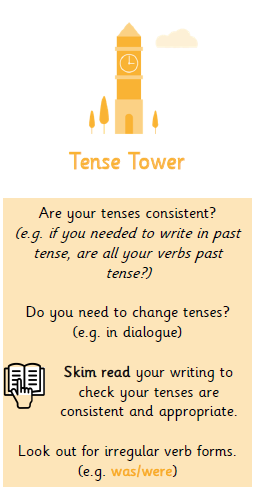 Tense Tower
Are your tenses consistent?
(e.g. if you needed to write in past
tense, are all your verbs past
tense?)
Do you need to change tenses?
(e.g. in dialogue)
Skim read your writing to
check your tenses are
consistent and appropriate.
Look out for irregular verb forms.
(e.g. was/were)